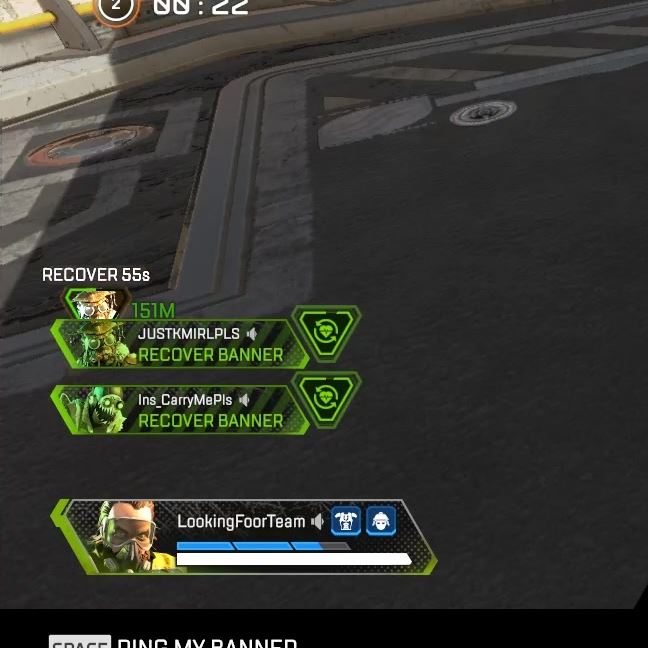 2 00:22
RECOVER 55s
151M
JUSTKMIRLPLS
RECOVER BANNER
Ins_CarryMePls
RECOVER BANNER
LookingFoorTeam
SPACE PING MY BANNER